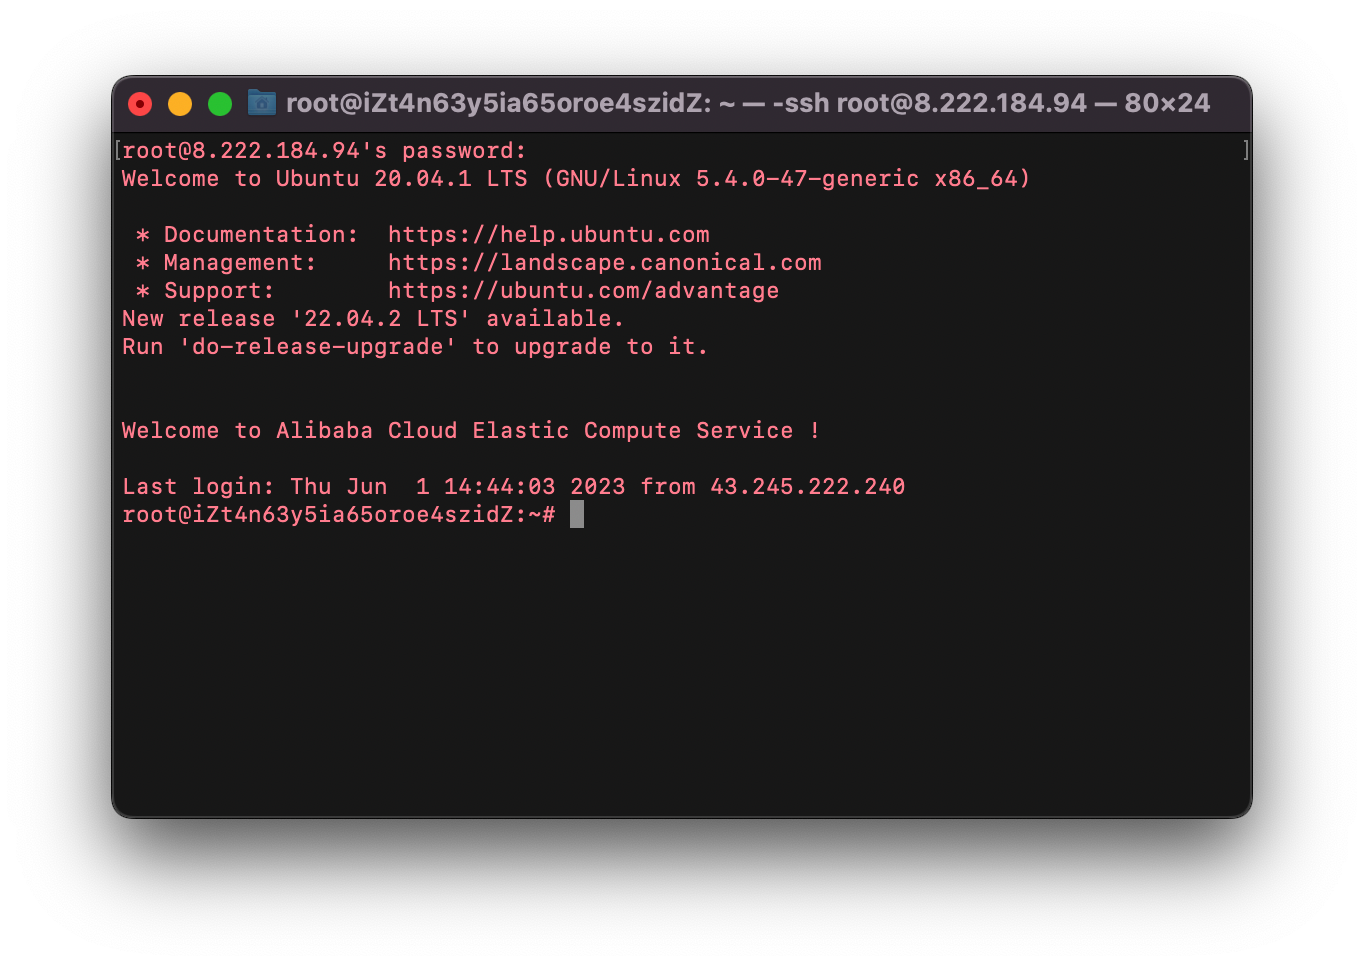 root@iZt4n63y5ia65oroe4szidZ: ~ — -ssh root@8.222.184.94 — 80×24
[root@8.222.184.94's password: ]
Welcome to Ubuntu 20.04.1 LTS (GNU/Linux 5.4.0-47-generic x86_64)
* Documentation:  https://help.ubuntu.com
* Management:     https://landscape.canonical.com
* Support:        https://ubuntu.com/advantage
New release '22.04.2 LTS' available.
Run 'do-release-upgrade' to upgrade to it.
Welcome to Alibaba Cloud Elastic Compute Service !
Last login: Thu Jun  1 14:44:03 2023 from 43.245.222.240
root@iZt4n63y5ia65oroe4szidZ:~#